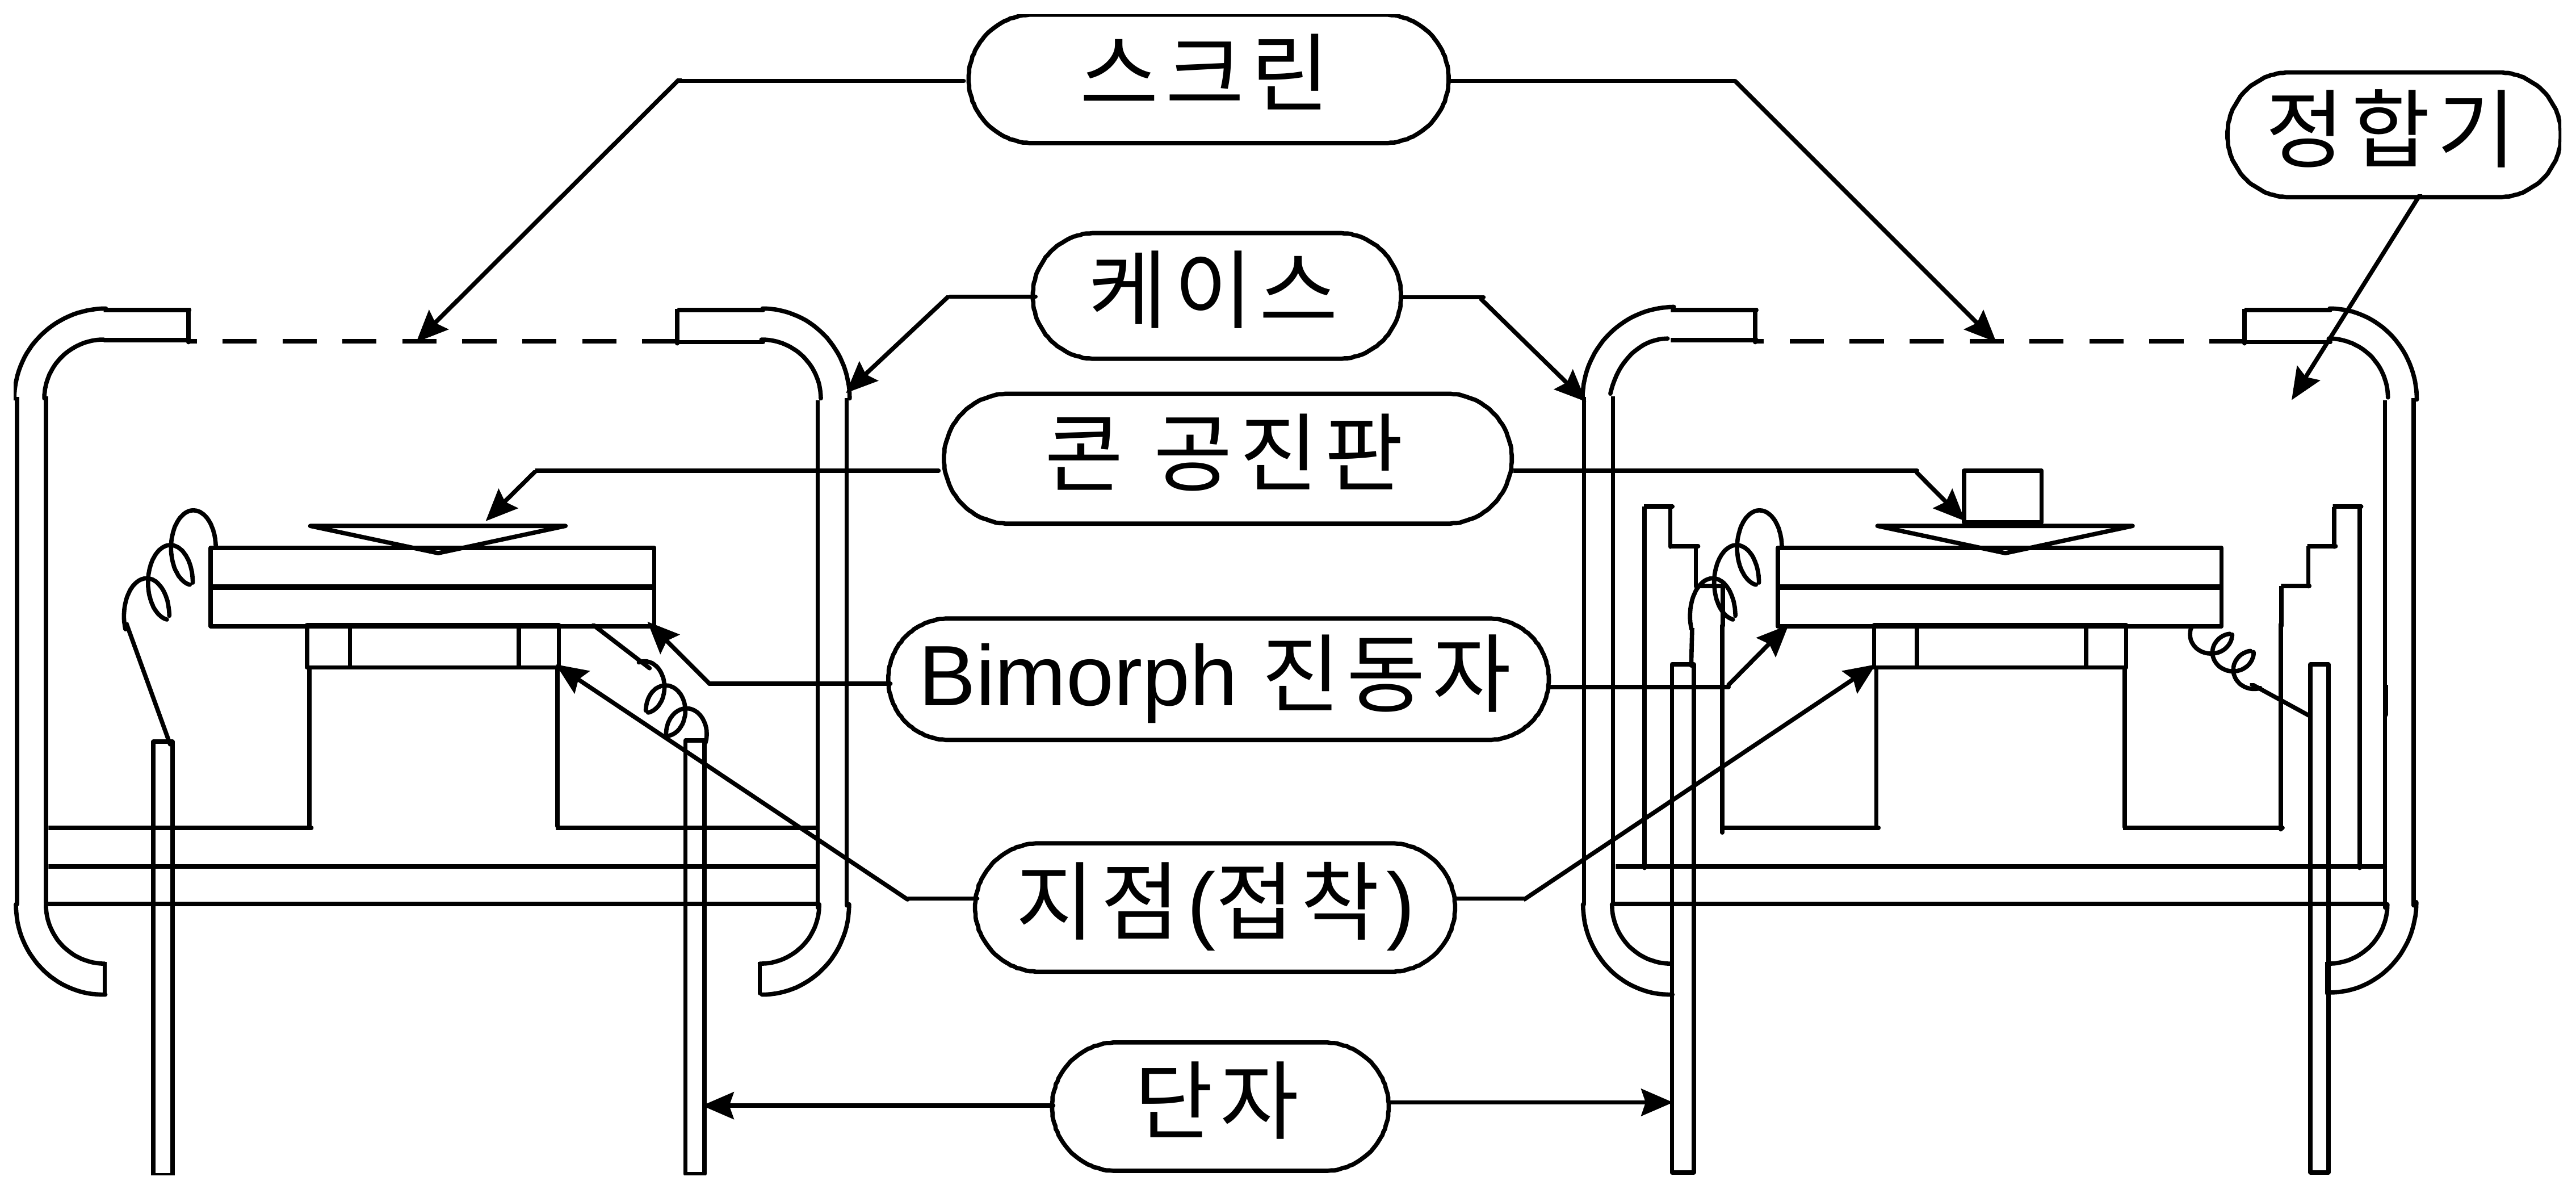 스크린
정합기
케이스
콘 공진판
Bimorph 진동자
지점(접착)
단자